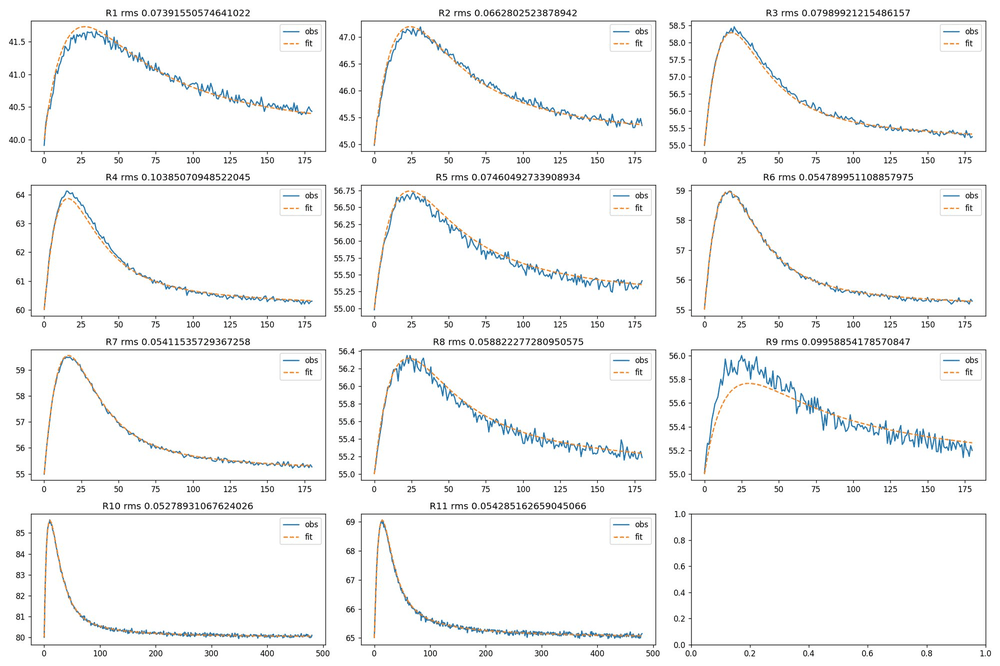 R1 rms 0.07391550574641022
obs
fit
41.5
41.0
40.5
40.0
0 25 50 75 100 125 150 175
R2 rms 0.0662802523878942
obs
fit
47.0
46.5
46.0
45.5
45.0
0 25 50 75 100 125 150 175
R3 rms 0.07989921215486157
obs
fit
58.5
58.0
57.5
57.0
56.5
56.0
55.5
55.0
0 25 50 75 100 125 150 175
R4 rms 0.10385070948522045
obs
fit
64
63
62
61
60
0 25 50 75 100 125 150 175
R5 rms 0.07460492733908934
obs
fit
56.75
56.50
56.25
56.00
55.75
55.50
55.25
55.00
0 25 50 75 100 125 150 175
R6 rms 0.054789951108857975
obs
fit
59
58
57
56
55
0 25 50 75 100 125 150 175
R7 rms 0.05411535729367258
obs
fit
59
58
57
56
55
0 25 50 75 100 125 150 175
R8 rms 0.058822277280950575
obs
fit
56.4
56.2
56.0
55.8
55.6
55.4
55.2
55.0
0 25 50 75 100 125 150 175
R9 rms 0.09958854178570847
obs
fit
56.0
55.8
55.6
55.4
55.2
55.0
0 25 50 75 100 125 150 175
R10 rms 0.05278931067624026
obs
fit
85
84
83
82
81
80
0 100 200 300 400 500
R11 rms 0.054285162659045066
obs
fit
69
68
67
66
65
0 100 200 300 400 500
1.0
0.8
0.6
0.4
0.2
0.0
0.0 0.2 0.4 0.6 0.8 1.0